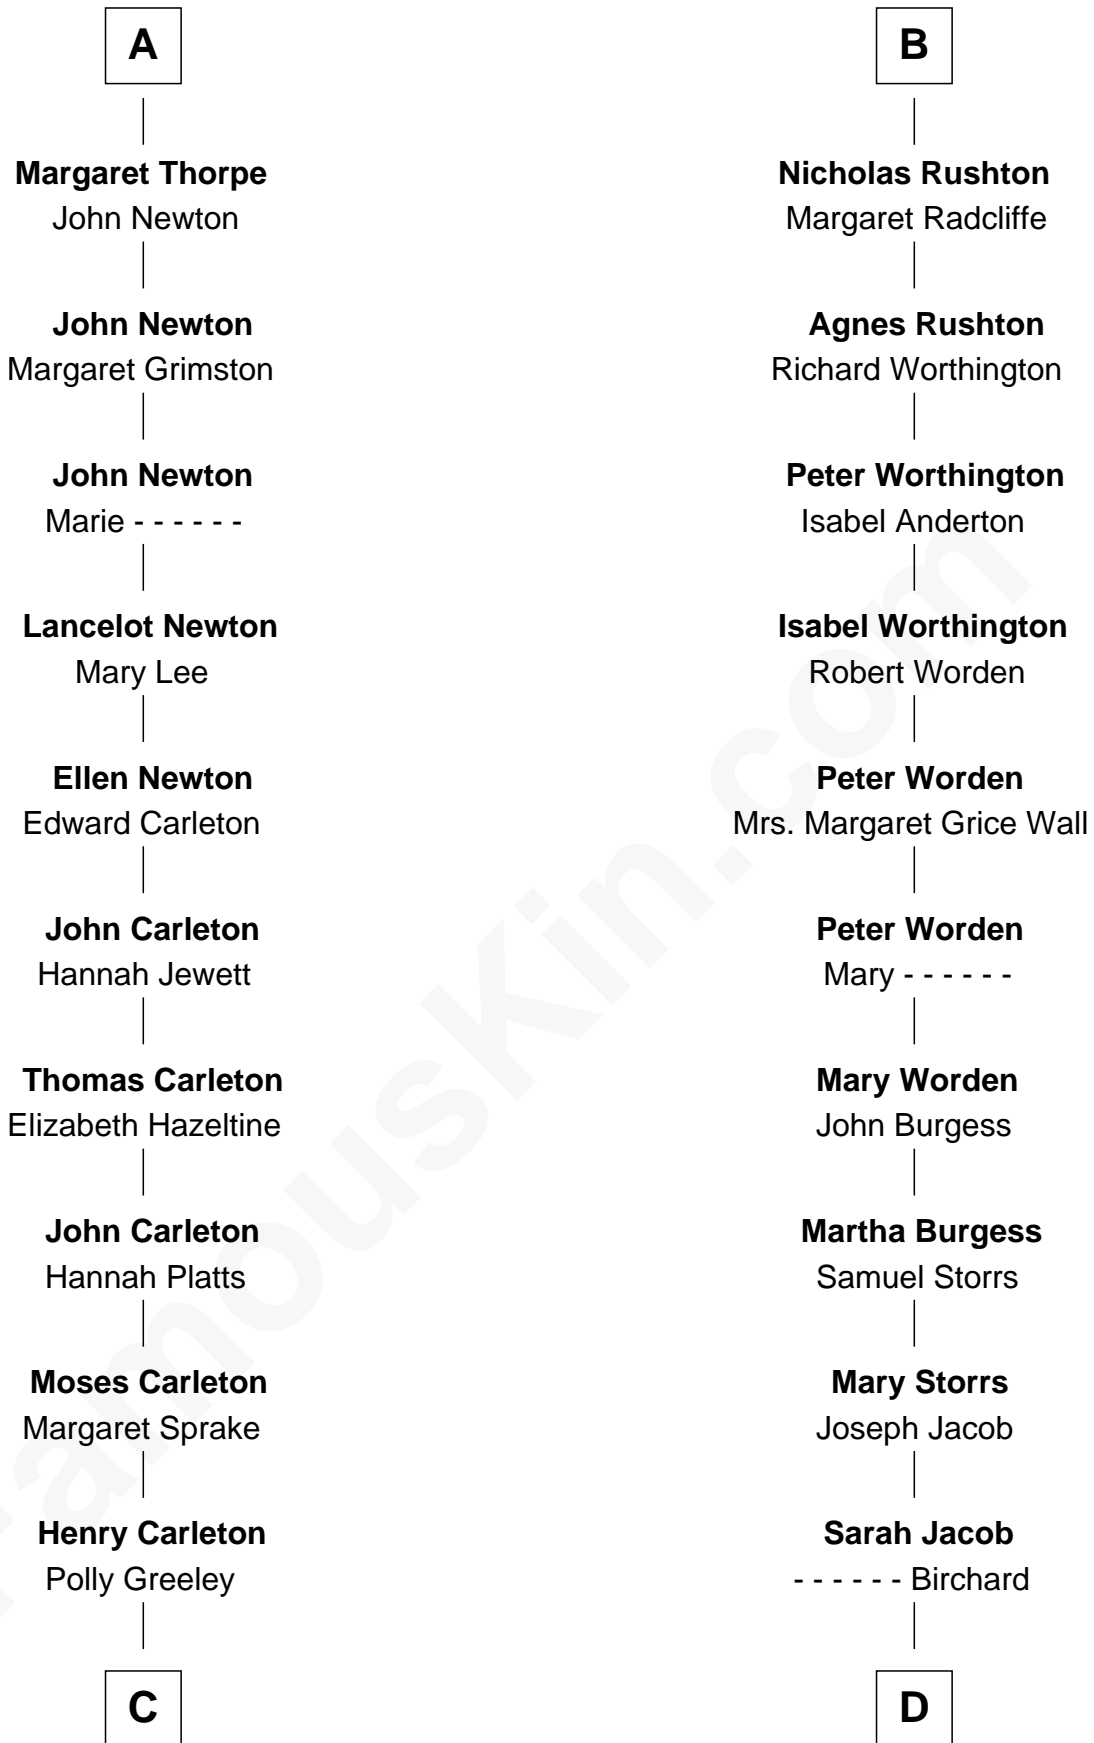 A
Margaret Thorpe
John Newton
John Newton
Margaret Grimston
John Newton
Marie - - - - - -
Lancelot Newton
Mary Lee
Ellen Newton
Edward Carleton
John Carleton
Hannah Jewett
Thomas Carleton
Elizabeth Hazeltine
John Carleton
Hannah Platts
Moses Carleton
Margaret Sprake
Henry Carleton
Polly Greeley
C
B
Nicholas Rushton
Margaret Radcliffe
Agnes Rushton
Richard Worthington
Peter Worthington
Isabel Anderton
Isabel Worthington
Robert Worden
Peter Worden
Mrs. Margaret Grice Wall
Peter Worden
Mary - - - - - -
Mary Worden
John Burgess
Martha Burgess
Samuel Storrs
Mary Storrs
Joseph Jacob
Sarah Jacob
- - - - - - Birchard
D
FamousKin.com